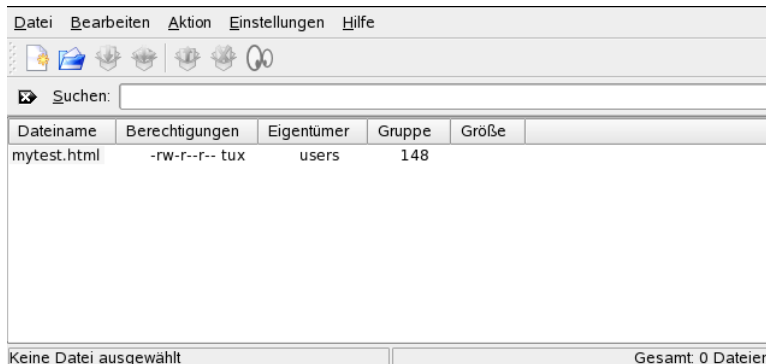 Datei Bearbeiten Aktion Einstellungen Hilfe
Suchen:
Dateiname Berechtigungen Eigentümer Gruppe Größe
mytest.html -rw-r--r-- tux users 148
Keine Datei ausgewählt Gesamt: 0 Dateien